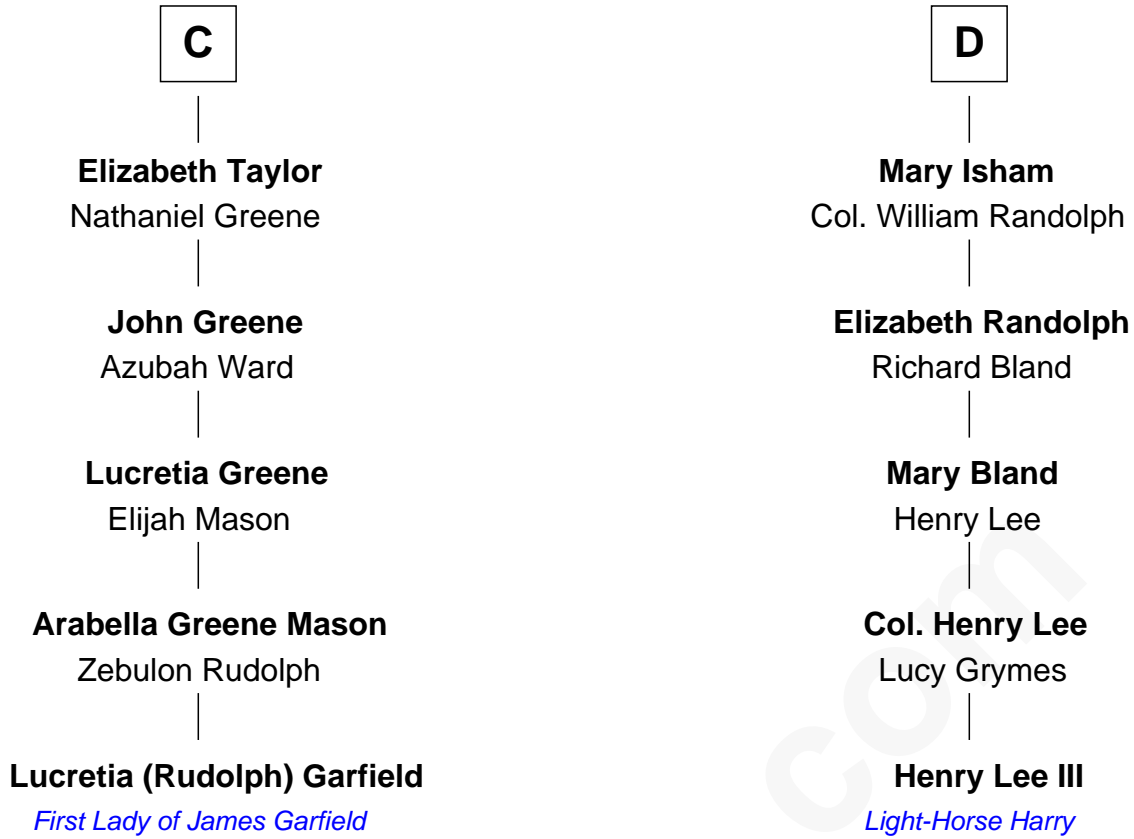 C
Elizabeth Taylor
Nathaniel Greene
John Greene
Azubah Ward
Lucretia Greene
Elijah Mason
Arabella Greene Mason
Zebulon Rudolph
Lucretia (Rudolph) Garfield
First Lady of James Garfield
D
Mary Isham
Col. William Randolph
Elizabeth Randolph
Richard Bland
Mary Bland
Henry Lee
Col. Henry Lee
Lucy Grymes
Henry Lee III
Light-Horse Harry
com